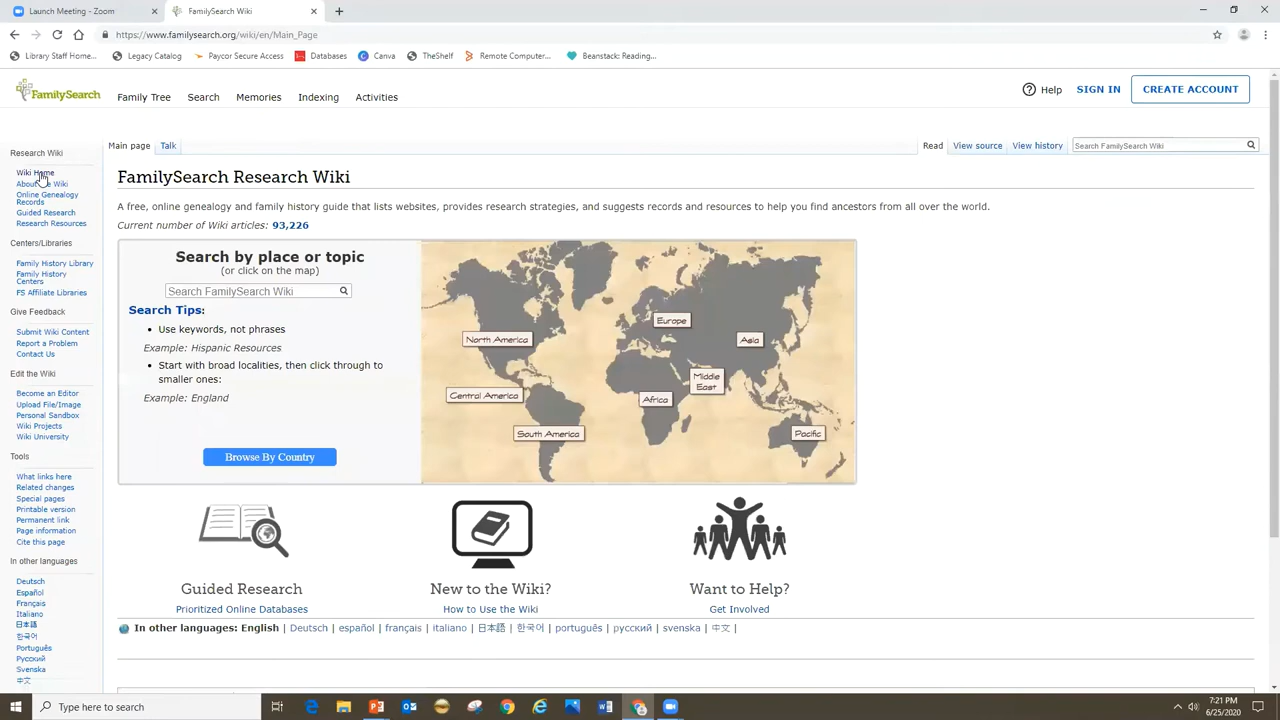 Launch Meeting - Zoom
FamilySearch Wiki
https://www.familysearch.org/wiki/en/Main_Page
Library Staff Home... Legacy Catalog Paycor Secure Access Databases Canva TheShelf Remote Computer... Beanstack: Reading...
FamilySearch
Family Tree Search Memories Indexing Activities
Help SIGN IN CREATE ACCOUNT
Main page Talk Read View source View history Search FamilySearch Wiki
Research Wiki
Wiki Home
Wiki
Online Genealogy
Records
Guided Research
Research Resources
Centers/Libraries
Family History Library
Family History
Centers
FS Affiliate Libraries
Give Feedback
Submit Wiki Content
Report a Problem
Contact Us
Edit the Wiki
Become an Editor
Upload File/Image
Personal Sandbox
Wiki Projects
Wiki University
Tools
What links here
Related changes
Special pages
Printable version
Permanent link
Page information
Cite this page
In other languages
Deutsch
Español
Français
Italiano
日本語
한국어
Português
Русский
Svenska
中文
FamilySearch Research Wiki
A free, online genealogy and family history guide that lists websites, provides research strategies, and suggests records and resources to help you find ancestors from all over the world.
Current number of Wiki articles: 93,226
Search by place or topic
(or click on the map)
Search FamilySearch Wiki
Search Tips:
• Use keywords, not phrases
Example: Hispanic Resources
• Start with broad localities, then click through to
smaller ones:
Example: England
Browse By Country
North America
Europe
Asia
Middle
East
Central America
Africa
South America
Pacific
Guided Research
Prioritized Online Databases
New to the Wiki?
How to Use the Wiki
Want to Help?
Get Involved
In other languages: English | Deutsch | español | français | italiano | 日本語 | 한국어 | português | русский | svenska | 中文 |
Type here to search
7:21 PM
6/25/2020